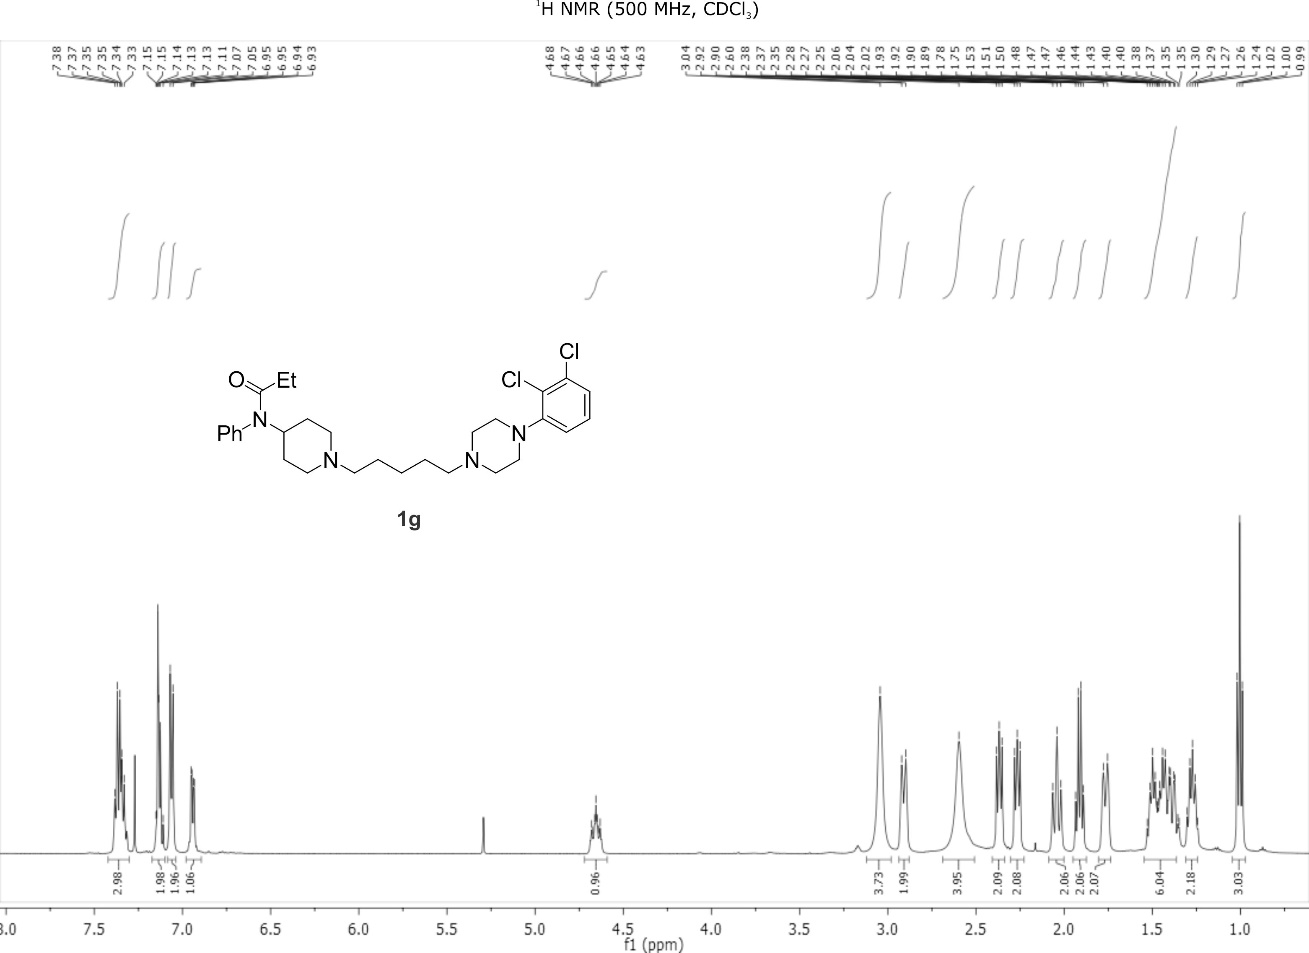 ¹H NMR (500 MHz, CDCl₃)
7.38 7.37 7.35 7.35 7.34 7.33 7.15 7.15 7.14 7.13 7.13 7.11 7.07 7.05 6.95 6.95 6.94 6.93 4.68 4.67 4.66 4.66 4.65 4.64 4.63 3.04 2.92 2.90 2.60 2.38 2.37 2.35 2.28 2.27 2.25 2.06 2.04 2.02 1.93 1.92 1.90 1.89 1.78 1.75 1.53 1.51 1.50 1.48 1.47 1.47 1.46 1.44 1.43 1.40 1.40 1.38 1.37 1.35 1.35 1.30 1.29 1.27 1.26 1.24 1.02 1.00 0.99
Cl
O Et Cl
N N
Ph
N N
1g
2.98 1.98 1.96 1.06 0.96 3.73 1.99 3.95 2.09 2.08 2.06 2.06 2.07 6.04 2.18 3.03
8.0 7.5 7.0 6.5 6.0 5.5 5.0 4.5 4.0 3.5 3.0 2.5 2.0 1.5 1.0
f1 (ppm)